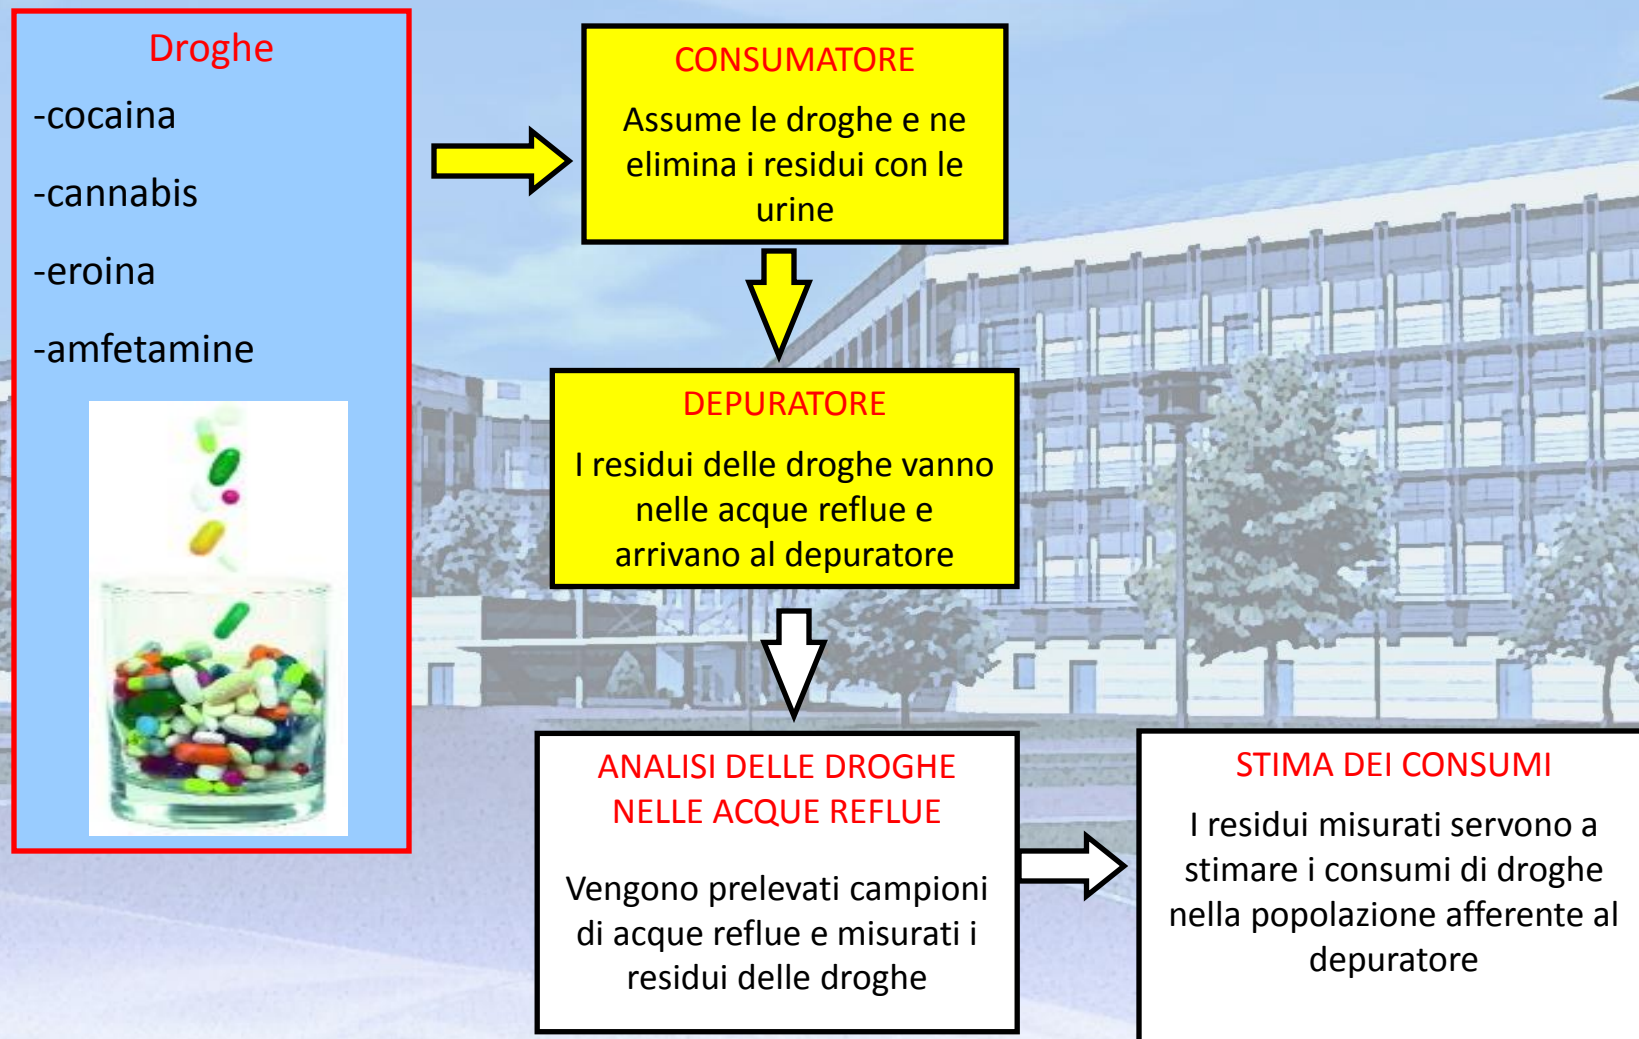 Droghe
-cocaina
-cannabis
-eroina
-amfetamine
CONSUMATORE
Assume le droghe e ne
elimina i residui con le
urine
DEPURATORE
I residui delle droghe vanno
nelle acque reflue e
arrivano al depuratore
ANALISI DELLE DROGHE
NELLE ACQUE REFLUE
Vengono prelevati campioni
di acque reflue e misurati i
residui delle droghe
STIMA DEI CONSUMI
I residui misurati servono a
stimare i consumi di droghe
nella popolazione afferente al
depuratore